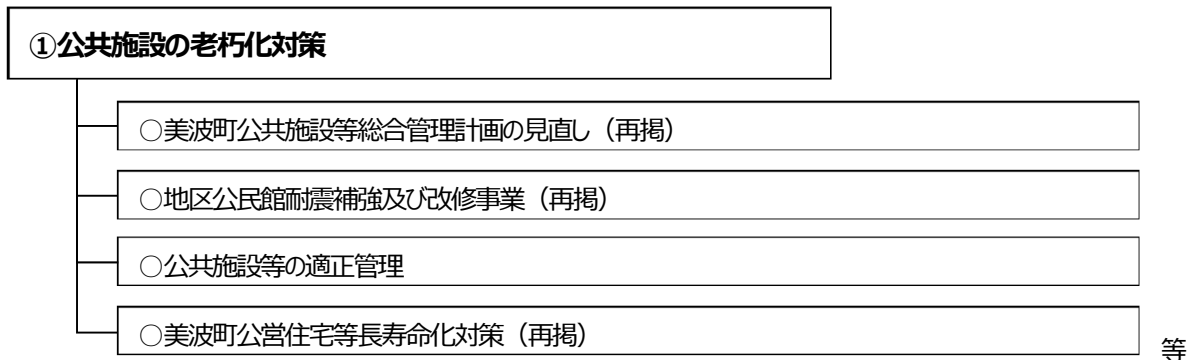 ①公共施設の老朽化対策
○美波町公共施設等総合管理計画の見直し（再掲）
○地区公民館耐震補強及び改修事業（再掲）
○公共施設等の適正管理
○美波町公営住宅等長寿命化対策（再掲）
等